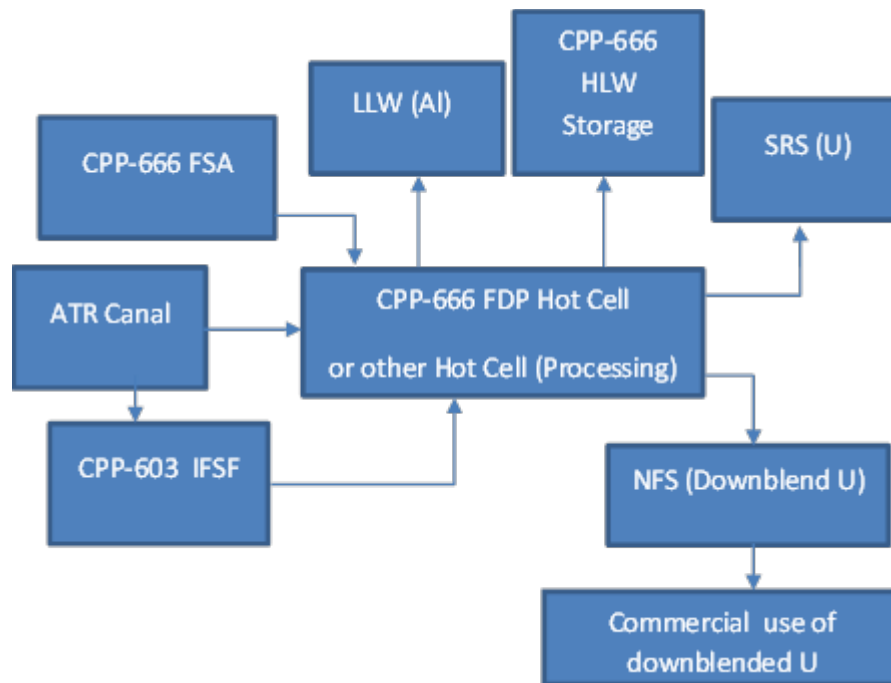 CPP-666
HLW
Storage
LLW (Al)
SRS (U)
CPP-666 FSA
CPP-666 FDP Hot Cell
or other Hot Cell (Processing)
ATR Canal
CPP-603 IFSF
NFS (Downblend U)
Commercial use of
downblended U